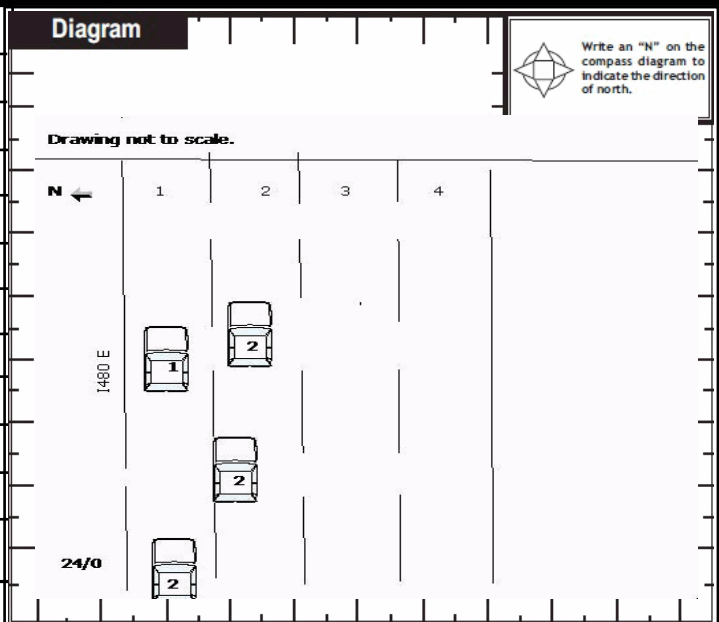 Diagram
Write an “N” on the
compass diagram to
indicate the direction
of north.
Drawing not to scale.
N
1 2 3 4
2
1
I480 E
2
24/0
2